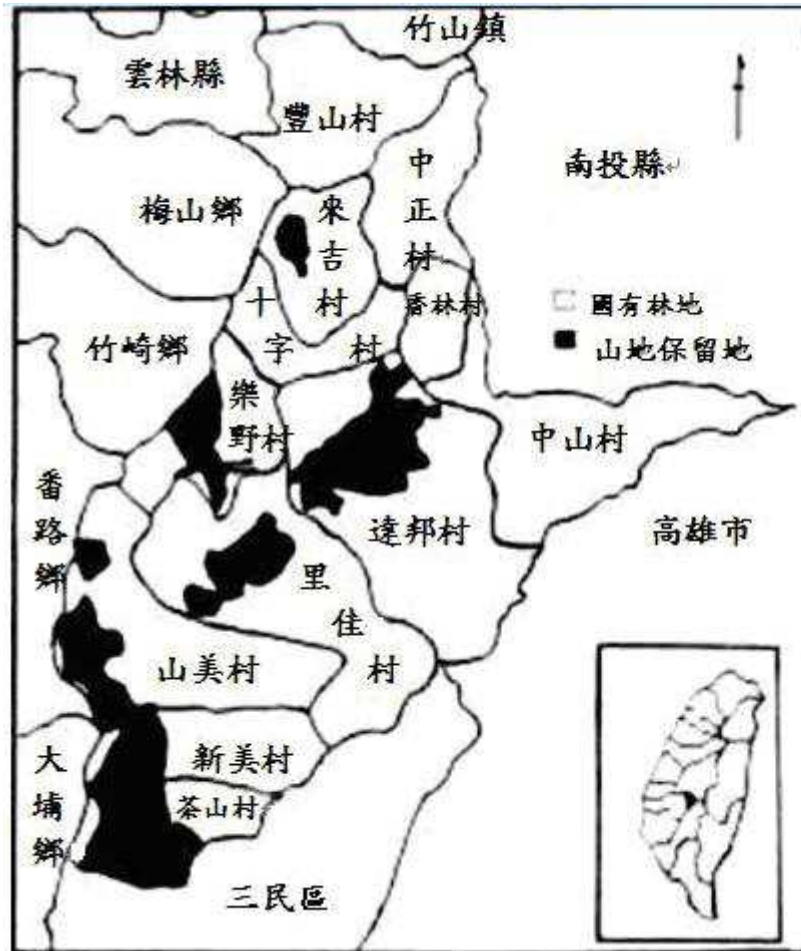 竹山鎮
雲林縣
豐山村
中正村
南投縣
梅山鄉
來吉村
香林村
十字村
國有林地
山地保留地
竹崎鄉
樂野村
中山村
番路鄉
達邦村
高雄市
里佳村
山美村
新美村
大埔鄉
茶山村
三民區